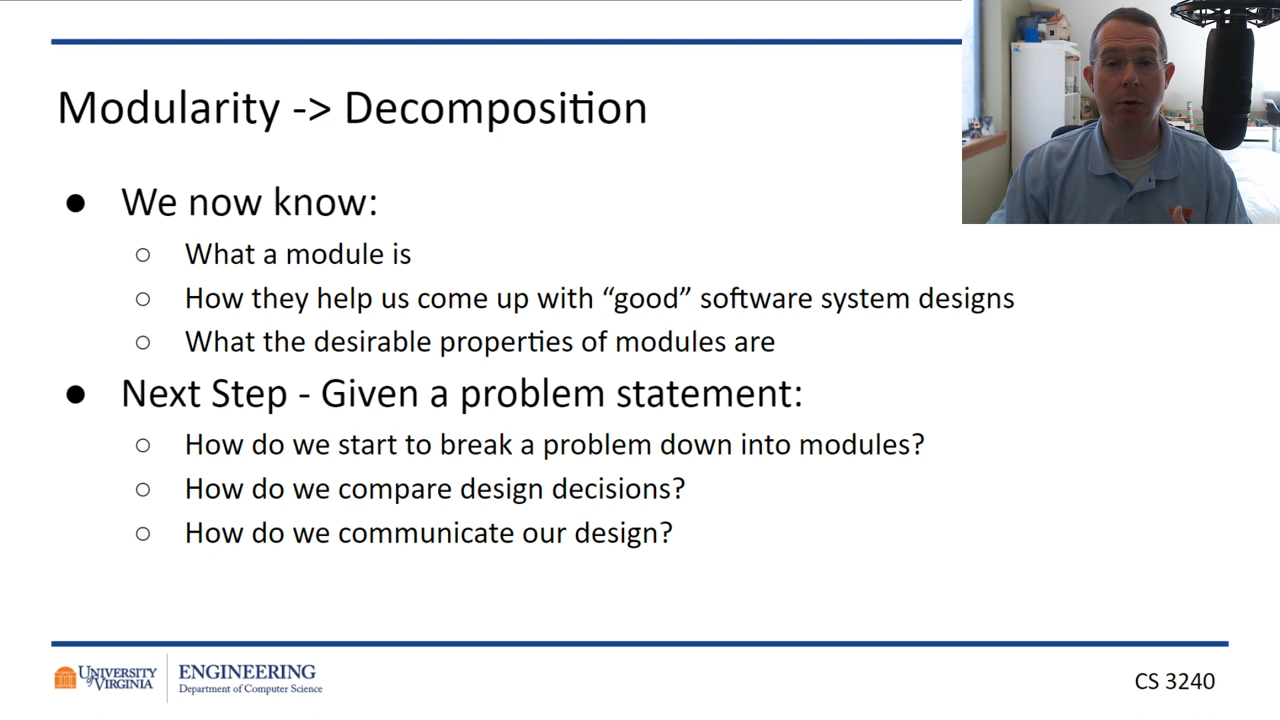 Modularity -> Decomposition
● We now know:
○ What a module is
○ How they help us come up with “good” software system designs
○ What the desirable properties of modules are
● Next Step - Given a problem statement:
○ How do we start to break a problem down into modules?
○ How do we compare design decisions?
○ How do we communicate our design?
UNIVERSITY
of VIRGINIA
ENGINEERING
Department of Computer Science
CS 3240